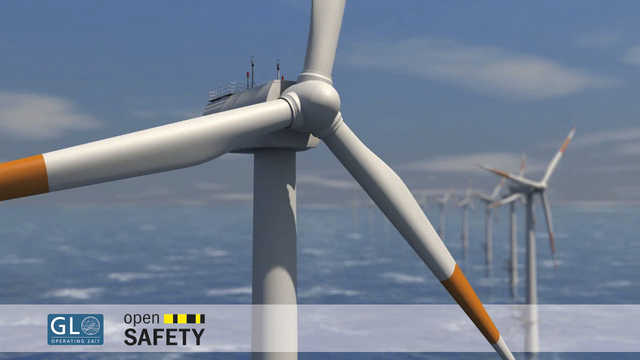 GL
OPERATING 24/7
open
SAFETY